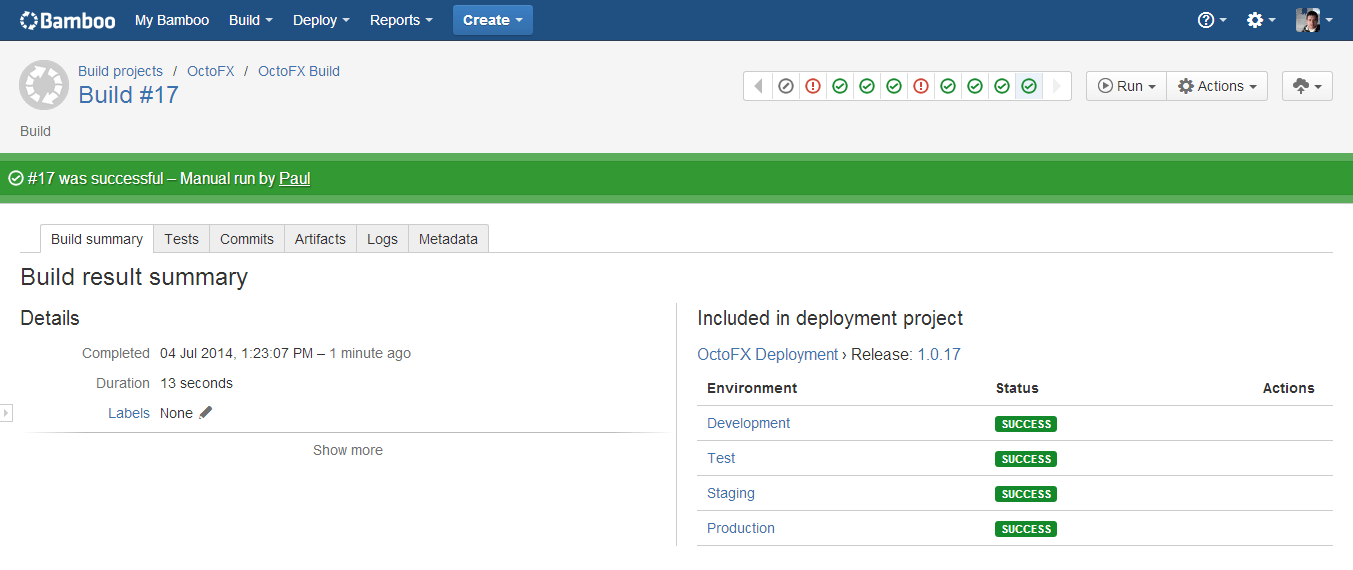 Bamboo My Bamboo Build Deploy Reports Create
Build projects / OctoFX / OctoFX Build
Build #17
Run Actions
Build
#17 was successful – Manual run by Paul
Build summary Tests Commits Artifacts Logs Metadata
Build result summary
Details
Completed 04 Jul 2014, 1:23:07 PM – 1 minute ago
Duration 13 seconds
Labels None
Show more
Included in deployment project
OctoFX Deployment › Release: 1.0.17
Environment Status Actions
Development SUCCESS
Test SUCCESS
Staging SUCCESS
Production SUCCESS